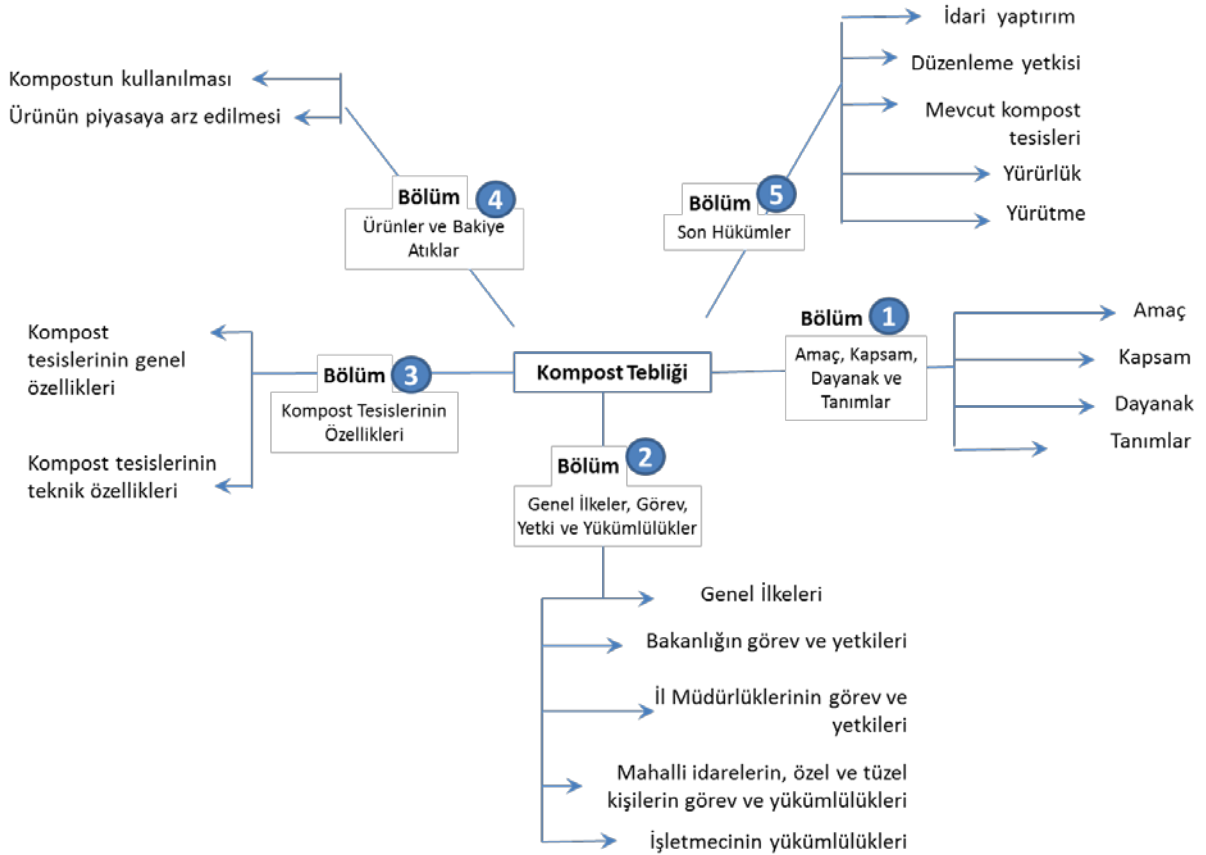 Kompost Tebliği
Bölüm 1
Amaç, Kapsam,
Dayanak ve
Tanımlar
Amaç
Kapsam
Dayanak
Tanımlar
Bölüm 2
Genel İlkeler, Görev,
Yetki ve Yükümlülükler
Genel İlkeleri
Bakanlığın görev ve yetkileri
İl Müdürlüklerinin görev ve
yetkileri
Mahalli idarelerin, özel ve tüzel
kişilerin görev ve yükümlülükleri
İşletmecinin yükümlülükleri
Bölüm 3
Kompost Tesislerinin
Özellikleri
Kompost
tesislerinin genel
özellikleri
Kompost tesislerinin
teknik özellikleri
Bölüm 4
Ürünler ve Bakiye
Atıklar
Kompostun kullanılması
Ürünün piyasaya arz edilmesi
Bölüm 5
Son Hükümler
İdari yaptırım
Düzenleme yetkisi
Mevcut kompost
tesisleri
Yürürlük
Yürütme